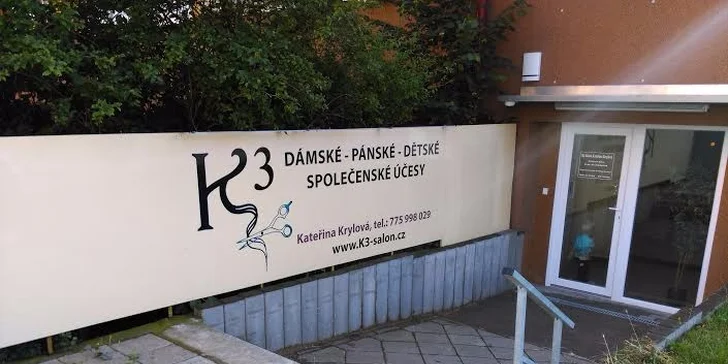 K3
DÁMSKÉ - PÁNSKÉ - DĚTSKÉ
SPOLEČENSKÉ ÚČESY
Kateřina Krylová, tel.: 775 998 029
www.K3-salon.cz